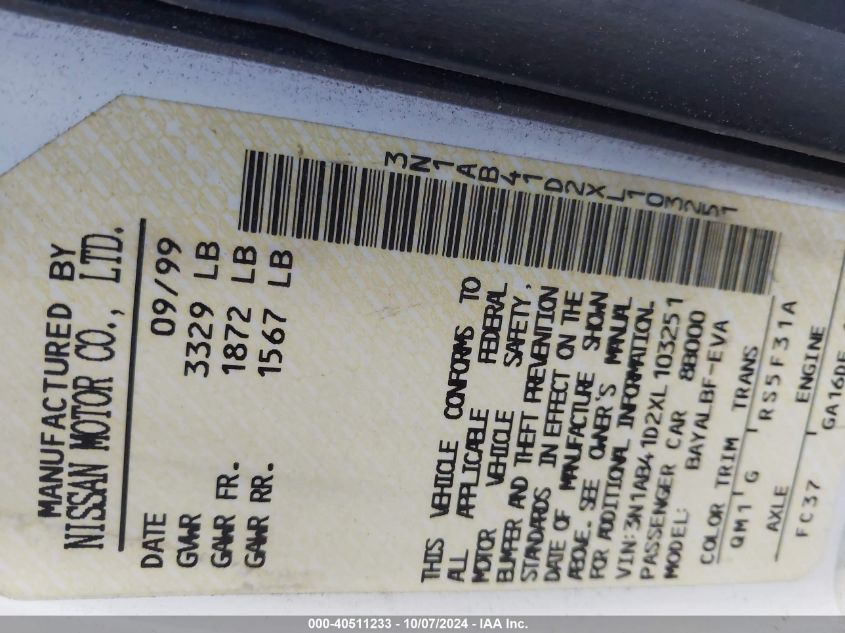 MANUFACTURED BY
NISSAN MOTOR CO., LTD.
DATE 09/99
GVWR 3329 LB
GAWR FR. 1872 LB
GAWR RR. 1567 LB
3N1AB41D2XL103251
THIS VEHICLE CONFORMS TO
ALL APPLICABLE FEDERAL
MOTOR VEHICLE SAFETY,
BUMPER AND THEFT PREVENTION
STANDARDS IN EFFECT ON THE
DATE OF MANUFACTURE SHOWN
ABOVE. SEE OWNER'S MANUAL
FOR ADDITIONAL INFORMATION.
VIN:3N1AB41D2XL103251
PASSENGER CAR 88000
MODEL: BAYALBF-EVA
COLOR TRIM TRANS
QM1 G RS5F31A
AXLE ENGINE
FC37 GA16DE
000-40511233 - 10/07/2024 - IAA Inc.